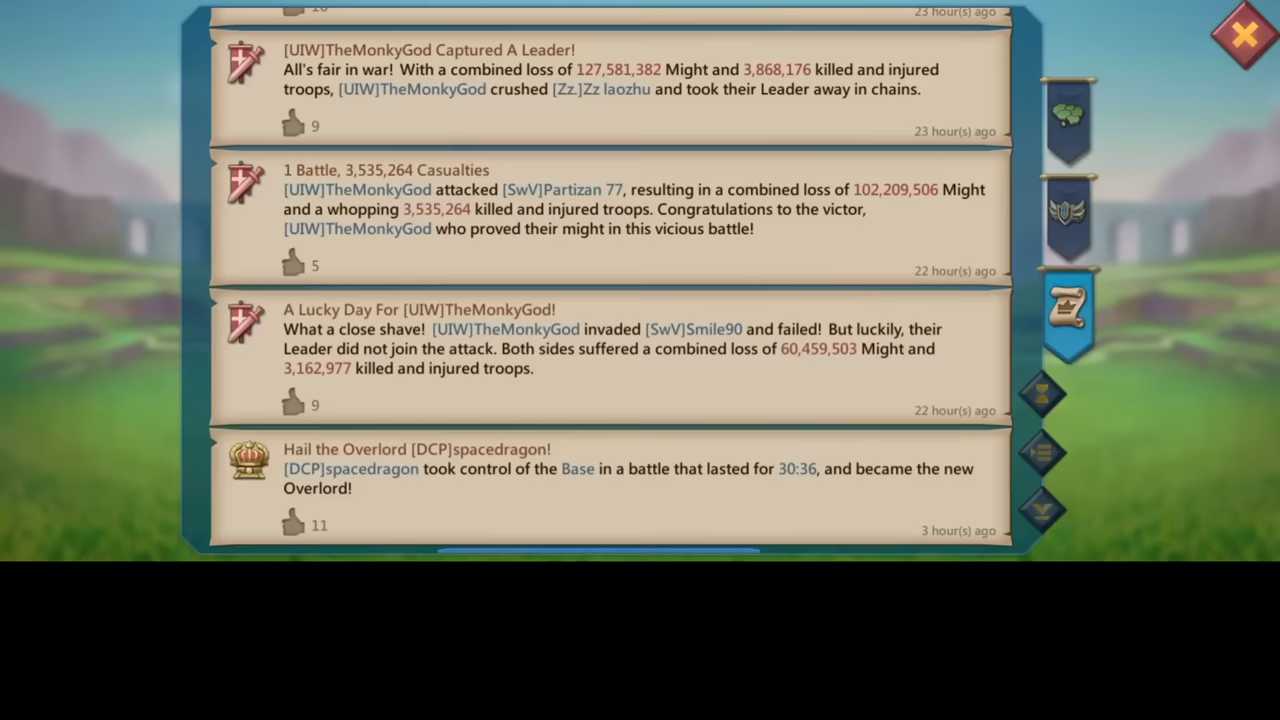 23 hour(s) ago
[UIW]TheMonkyGod Captured A Leader!
All's fair in war! With a combined loss of 127,581,382 Might and 3,868,176 killed and injured
troops, [UIW]TheMonkyGod crushed [Zz.]Zz laozhu and took their Leader away in chains.
9
23 hour(s) ago
1 Battle, 3,535,264 Casualties
[UIW]TheMonkyGod attacked [SwV]Partizan 77, resulting in a combined loss of 102,209,506 Might
and a whopping 3,535,264 killed and injured troops. Congratulations to the victor,
[UIW]TheMonkyGod who proved their might in this vicious battle!
5
22 hour(s) ago
A Lucky Day For [UIW]TheMonkyGod!
What a close shave! [UIW]TheMonkyGod invaded [SwV]Smile90 and failed! But luckily, their
Leader did not join the attack. Both sides suffered a combined loss of 60,459,503 Might and
3,162,977 killed and injured troops.
9
22 hour(s) ago
Hail the Overlord [DCP]spacedragon!
[DCP]spacedragon took control of the Base in a battle that lasted for 30:36, and became the new
Overlord!
11
3 hour(s) ago